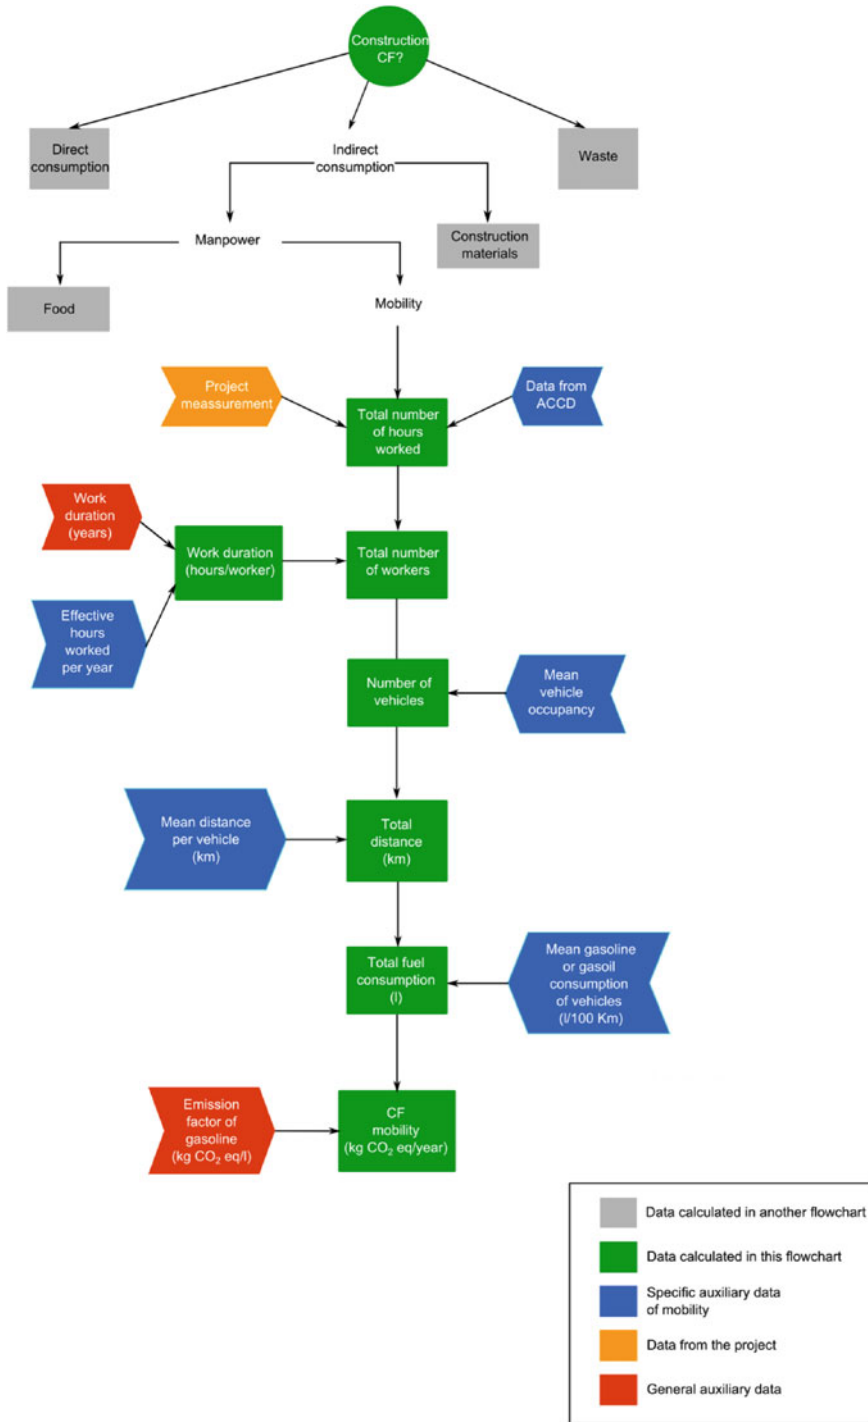 Construction
CF?
Direct
consumption
Indirect
consumption
Waste
Manpower
Construction
materials
Food
Mobility
Project
meassurement
Data from
ACCD
Total number
of hours
worked
Work
duration
(years)
Work duration
(hours/worker)
Total number
of workers
Effective
hours
worked
per year
Number of
vehicles
Mean
vehicle
occupancy
Mean distance
per vehicle
(km)
Total
distance
(km)
Total fuel
consumption
(l)
Mean gasoline
or gasoil
consumption
of vehicles
(l/100 Km)
Emission
factor of
gasoline
(kg CO₂ eq/l)
CF
mobility
(kg CO₂ eq/year)
Data calculated in another flowchart
Data calculated in this flowchart
Specific auxiliary data
of mobility
Data from the project
General auxiliary data